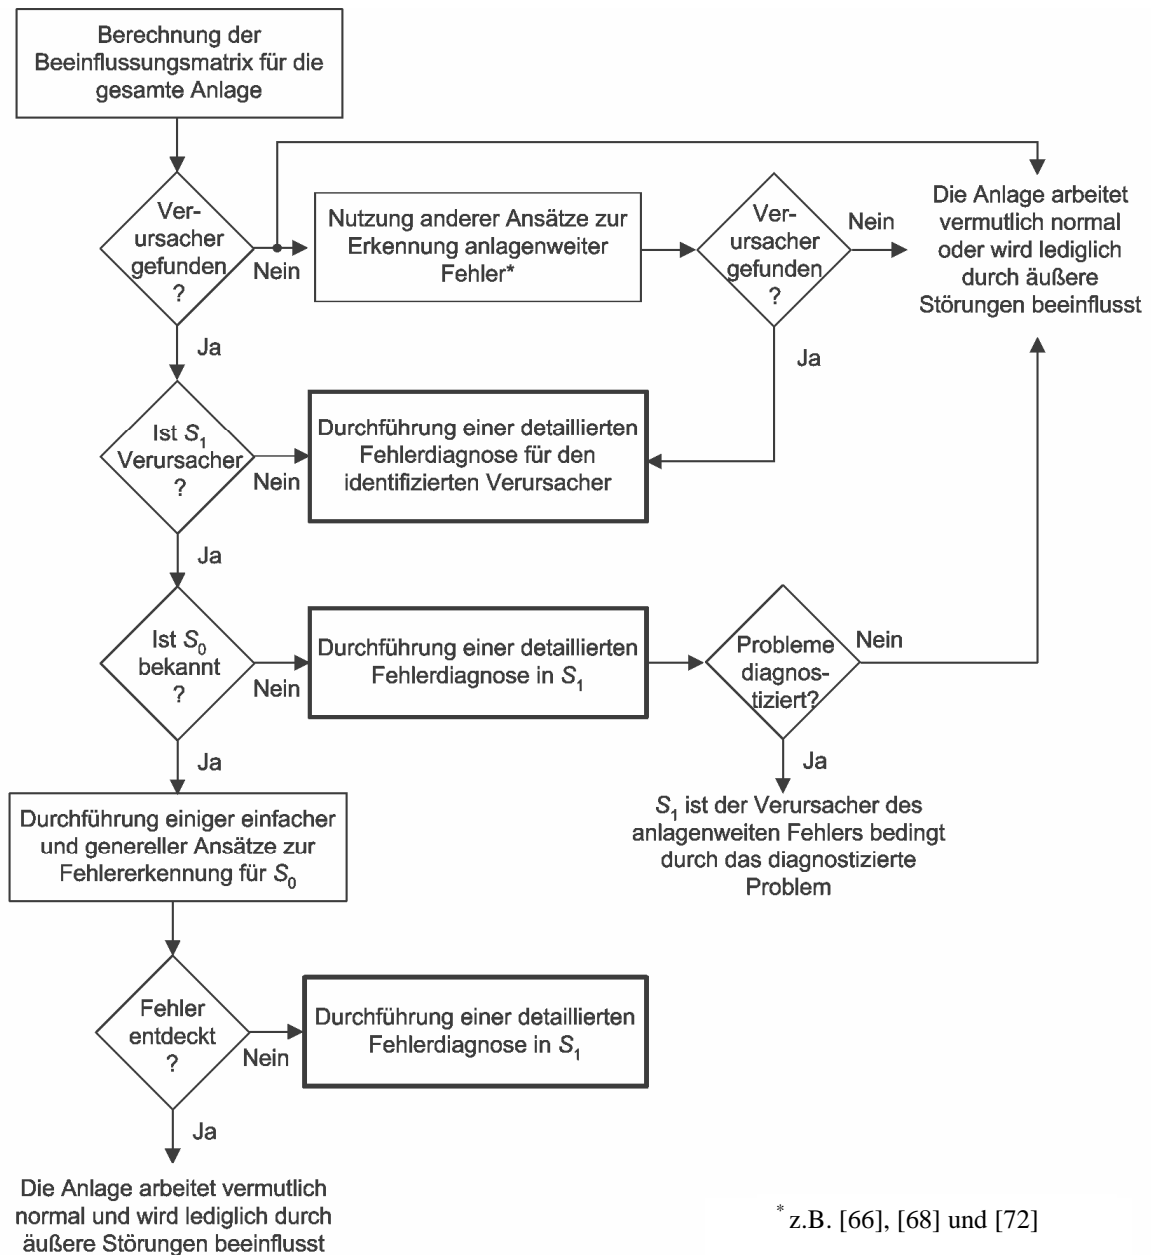 Berechnung der
Beeinflussungsmatrix für die
gesamte Anlage
Ver-
ursacher
gefunden
?
Nein
Ja
Nutzung anderer Ansätze zur
Erkennung anlagenweiter
Fehler*
Ver-
ursacher
gefunden
?
Nein
Ja
Die Anlage arbeitet
vermutlich normal
oder wird lediglich
durch äußere
Störungen beeinflusst
Ist S₁
Verursacher
?
Nein
Ja
Durchführung einer detaillierten
Fehlerdiagnose für den
identifizierten Verursacher
Ist S₀
bekannt
?
Nein
Ja
Durchführung einer detaillierten
Fehlerdiagnose in S₁
Probleme
diagnos-
tiziert?
Nein
Ja
S₁ ist der Verursacher des
anlagenweiten Fehlers bedingt
durch das diagnostizierte
Problem
Durchführung einiger einfacher
und genereller Ansätze zur
Fehlererkennung für S₀
Fehler
entdeckt
?
Nein
Ja
Durchführung einer detaillierten
Fehlerdiagnose in S₁
Die Anlage arbeitet vermutlich
normal und wird lediglich durch
äußere Störungen beeinflusst
* z.B. [66], [68] und [72]